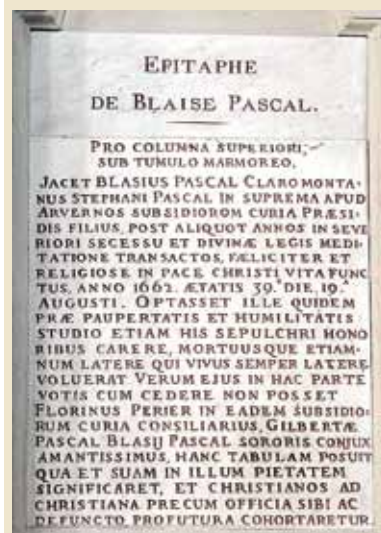 EPITAPHE
DE BLAISE PASCAL.
PRO COLUMNA SUPERIORI,
SUB TUMULO MARMOREO.
JACET BLASIUS PASCAL CLAROMONTA-
NUS STEPHANI PASCAL IN SUPREMA APUD
ARVERNOS SUBSIDIORUM CURIA PRÆSI-
DIS FILIUS, POST ALIQUOT ANNOS IN SEVE
RIORI SECESSU ET DIVINÆ LEGIS MEDI-
TATIONE TRANSACTOS, FÆLICITER ET
RELIGIOSE IN PACE CHRISTI VITA FUNC
TUS, ANNO 1662. ÆTATIS 39.º DIE, 19.ª
AUGUSTI. OPTASSET ILLE QUIDEM
PRÆ PAUPERTATIS ET HUMILITATIS
STUDIO ETIAM HIS SEPULCHRI HONO
RIBUS CARERE, MORTUUSQUE ETIAM-
NUM LATERE QUI VIVUS SEMPER LATERE
VOLUERAT. VERUM EJUS IN HAC PARTE
VOTIS CUM CEDERE NON POSSET
FLORINUS PERIER IN EADEM SUBSIDIO-
RUM CURIA CONSILIARIUS, GILBERTÆ
PASCAL BLASIJ PASCAL SORORIS CONJUX
AMANTISSIMUS, HANC TABULAM POSUIT
QUA ET SUAM IN ILLUM PIETATEM
SIGNIFICARET, ET CHRISTIANOS AD
CHRISTIANA PRECUM OFFICIA SIBI AC
DEFUNCTO PROFUTURA COHORTARETUR.